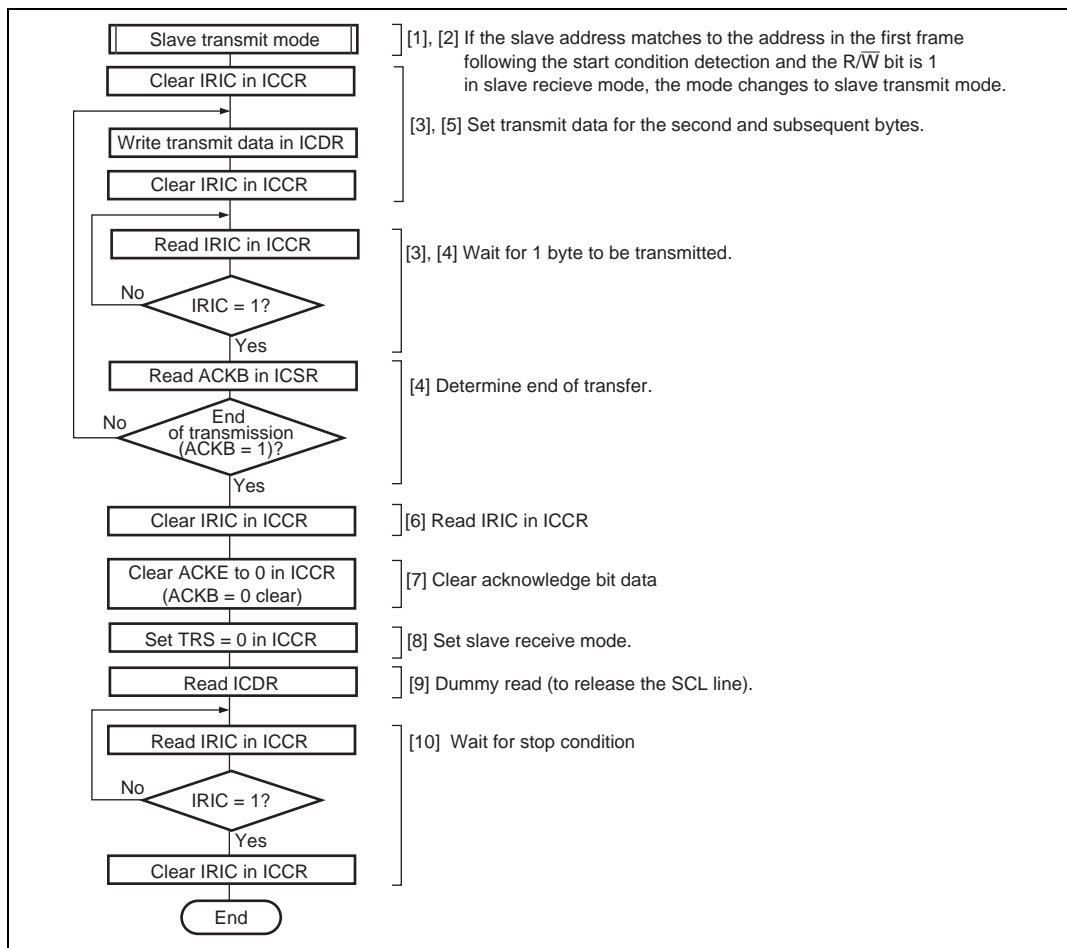 Slave transmit mode
[1], [2] If the slave address matches to the address in the first frame
following the start condition detection and the R/W̅ bit is 1
in slave recieve mode, the mode changes to slave transmit mode.
Clear IRIC in ICCR
[3], [5] Set transmit data for the second and subsequent bytes.
Write transmit data in ICDR
Clear IRIC in ICCR
Read IRIC in ICCR
[3], [4] Wait for 1 byte to be transmitted.
No
IRIC = 1?
Yes
Read ACKB in ICSR
[4] Determine end of transfer.
No
End
of transmission
(ACKB = 1)?
Yes
Clear IRIC in ICCR
[6] Read IRIC in ICCR
Clear ACKE to 0 in ICCR
(ACKB = 0 clear)
[7] Clear acknowledge bit data
Set TRS = 0 in ICCR
[8] Set slave receive mode.
Read ICDR
[9] Dummy read (to release the SCL line).
Read IRIC in ICCR
[10] Wait for stop condition
No
IRIC = 1?
Yes
Clear IRIC in ICCR
End